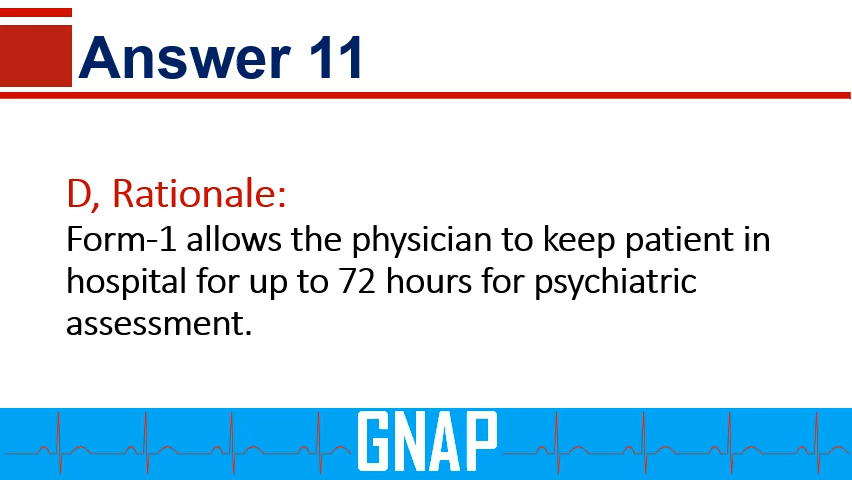 Answer 11
D, Rationale:
Form-1 allows the physician to keep patient in
hospital for up to 72 hours for psychiatric
assessment.
GNAP